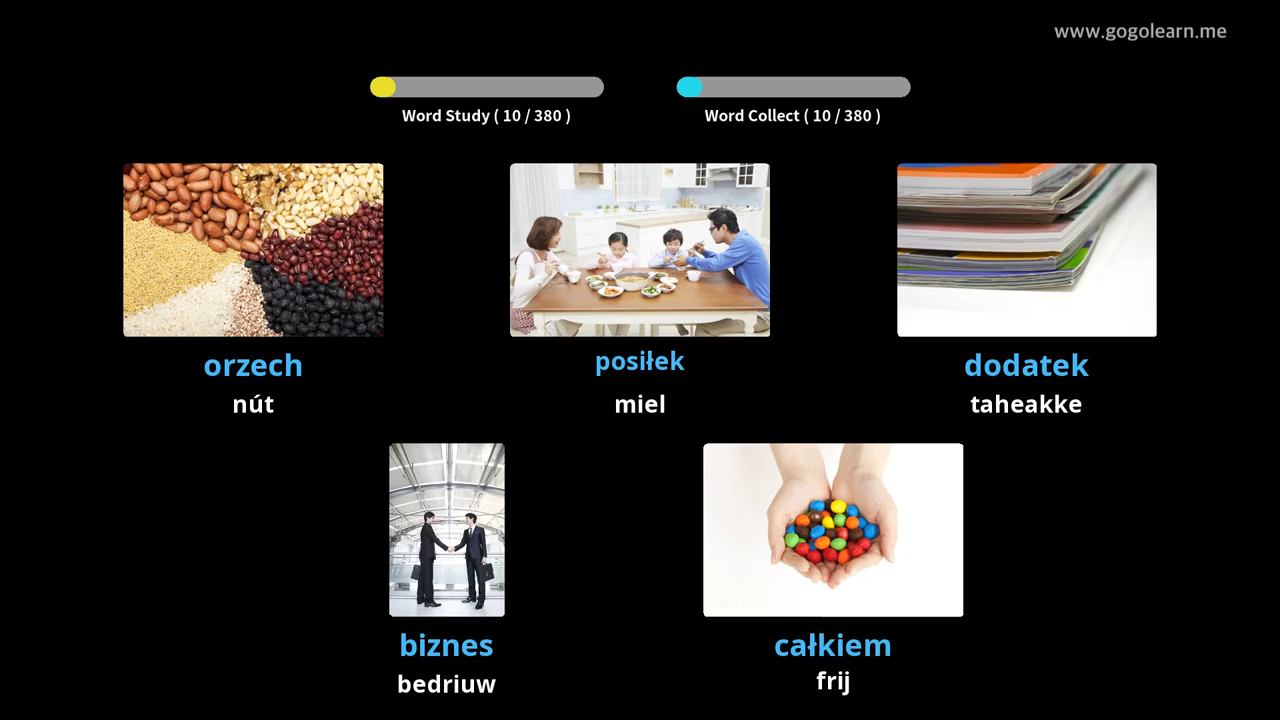 www.gogolearn.me
Word Study ( 10 / 380 )
Word Collect ( 10 / 380 )
orzech
nút
posiłek
miel
dodatek
taheakke
biznes
bedriuw
całkiem
frij